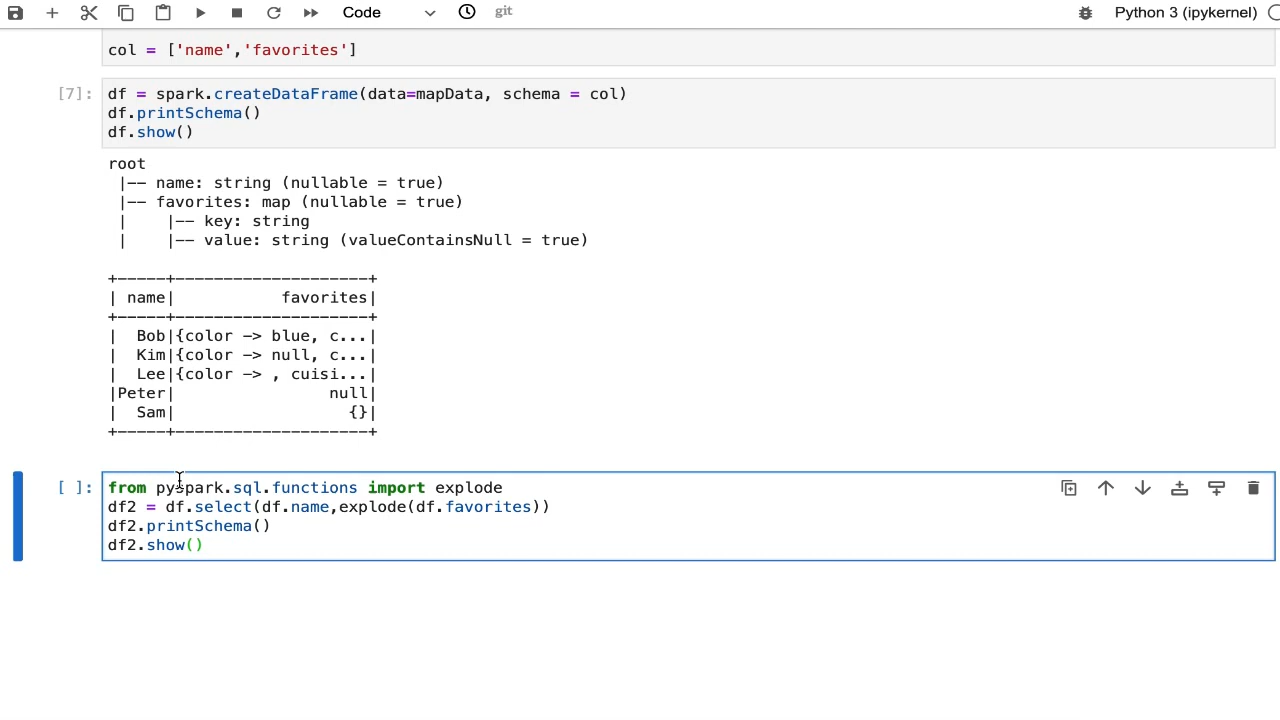 Code
git
Python 3 (ipykernel)
col = ['name','favorites']
[7]:
df = spark.createDataFrame(data=mapData, schema = col)
df.printSchema()
df.show()
root
 |-- name: string (nullable = true)
 |-- favorites: map (nullable = true)
 |    |-- key: string
 |    |-- value: string (valueContainsNull = true)
+-----+--------------------+
| name|           favorites|
+-----+--------------------+
|  Bob|{color -> blue, c...|
|  Kim|{color -> null, c...|
|  Lee|{color -> , cuisi...|
|Peter|                null|
|  Sam|                  {}|
+-----+--------------------+
[ ]:
from pyspark.sql.functions import explode
df2 = df.select(df.name,explode(df.favorites))
df2.printSchema()
df2.show()